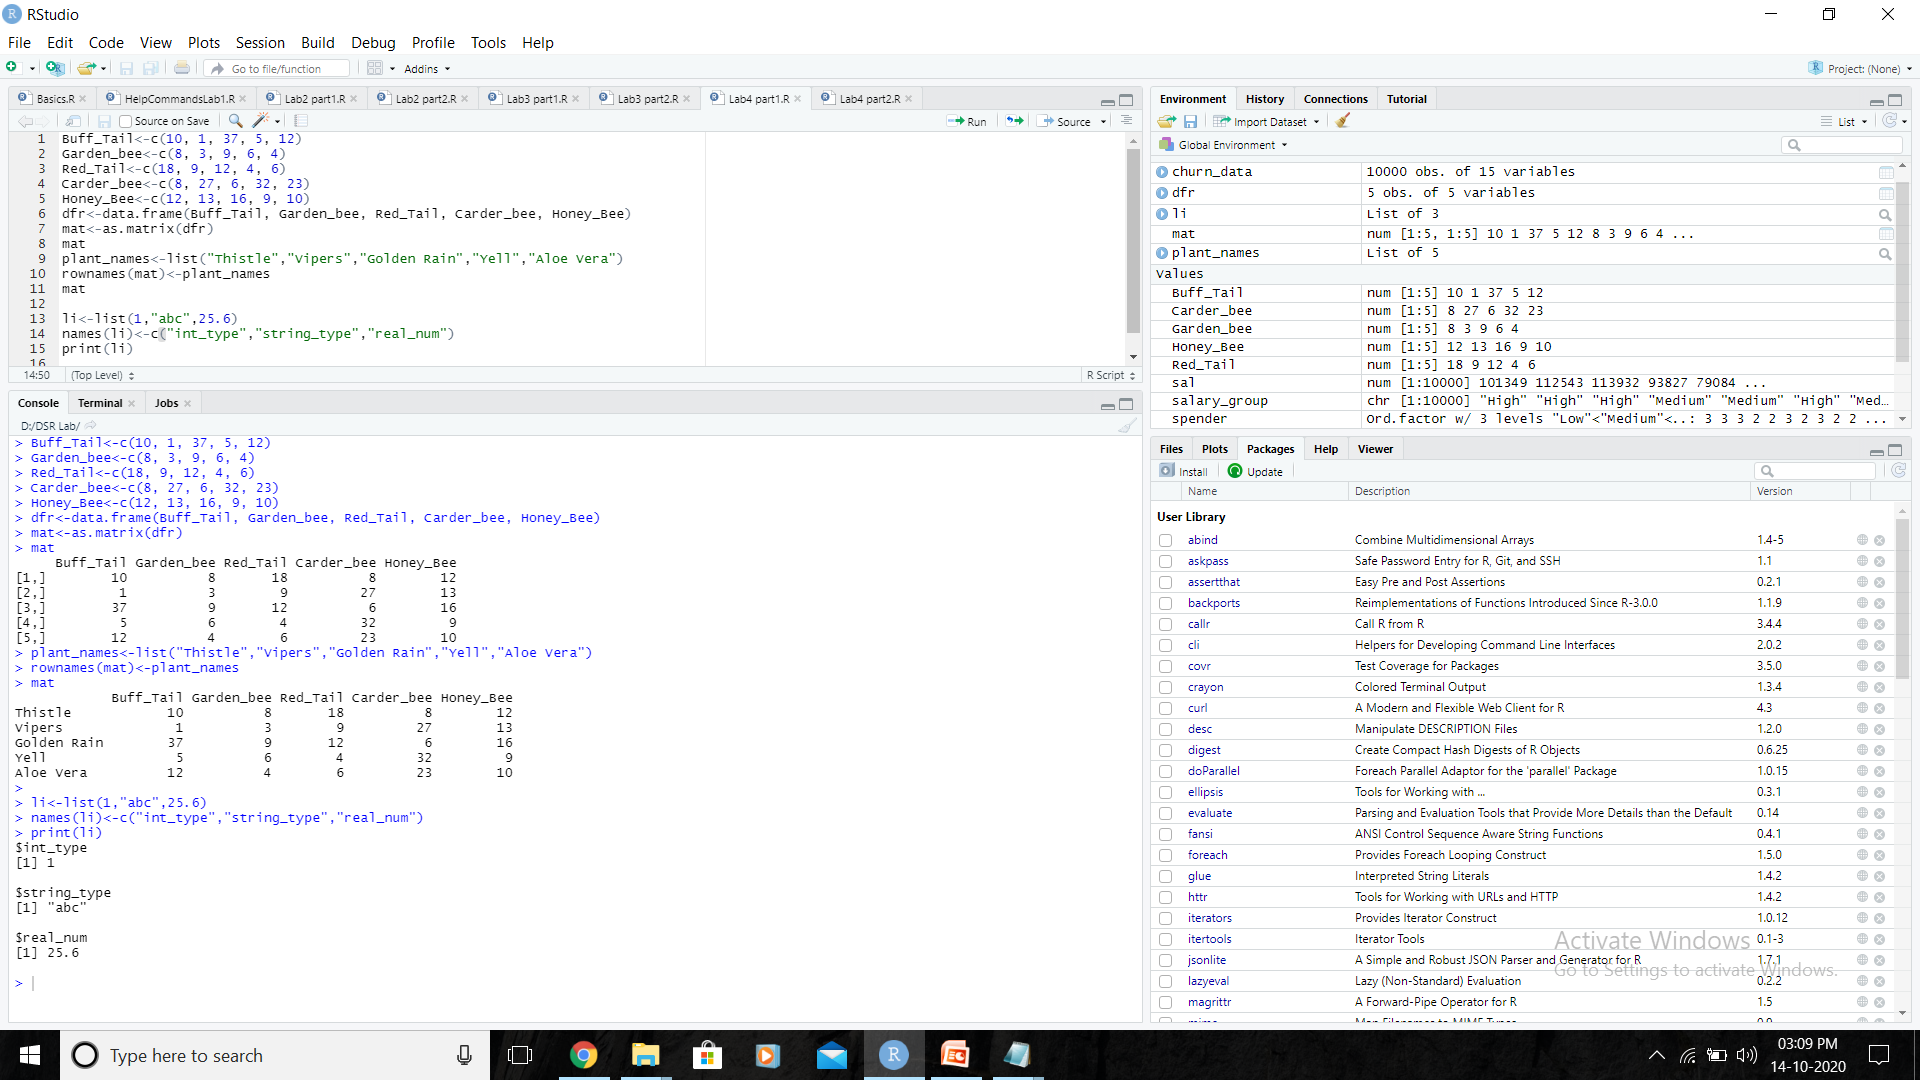 RStudio
File Edit Code View Plots Session Build Debug Profile Tools Help
Go to file/function Addins Project: (None)
Basics.R HelpCommandsLab1.R Lab2 part1.R Lab2 part2.R Lab3 part1.R Lab3 part2.R Lab4 part1.R Lab4 part2.R
Source on Save Run Source
1 Buff_Tail<-c(10, 1, 37, 5, 12)
2 Garden_bee<-c(8, 3, 9, 6, 4)
3 Red_Tail<-c(18, 9, 12, 4, 6)
4 Carder_bee<-c(8, 27, 6, 32, 23)
5 Honey_Bee<-c(12, 13, 16, 9, 10)
6 dfr<-data.frame(Buff_Tail, Garden_bee, Red_Tail, Carder_bee, Honey_Bee)
7 mat<-as.matrix(dfr)
8 mat
9 plant_names<-list("Thistle","Vipers","Golden Rain","Yell","Aloe Vera")
10 rownames(mat)<-plant_names
11 mat
12
13 li<-list(1,"abc",25.6)
14 names(li)<-c("int_type","string_type","real_num")
15 print(li)
16
14:50 (Top Level) R Script
Console Terminal Jobs
D:/DSR Lab/
> Buff_Tail<-c(10, 1, 37, 5, 12)
> Garden_bee<-c(8, 3, 9, 6, 4)
> Red_Tail<-c(18, 9, 12, 4, 6)
> Carder_bee<-c(8, 27, 6, 32, 23)
> Honey_Bee<-c(12, 13, 16, 9, 10)
> dfr<-data.frame(Buff_Tail, Garden_bee, Red_Tail, Carder_bee, Honey_Bee)
> mat<-as.matrix(dfr)
> mat
Buff_Tail Garden_bee Red_Tail Carder_bee Honey_Bee
[1,] 10 8 18 8 12
[2,] 1 3 9 27 13
[3,] 37 9 12 6 16
[4,] 5 6 4 32 9
[5,] 12 4 6 23 10
> plant_names<-list("Thistle","Vipers","Golden Rain","Yell","Aloe Vera")
> rownames(mat)<-plant_names
> mat
Buff_Tail Garden_bee Red_Tail Carder_bee Honey_Bee
Thistle 10 8 18 8 12
Vipers 1 3 9 27 13
Golden Rain 37 9 12 6 16
Yell 5 6 4 32 9
Aloe Vera 12 4 6 23 10
>
> li<-list(1,"abc",25.6)
> names(li)<-c("int_type","string_type","real_num")
> print(li)
$int_type
[1] 1
$string_type
[1] "abc"
$real_num
[1] 25.6
>
Environment History Connections Tutorial
Import Dataset List
Global Environment
churn_data 10000 obs. of 15 variables
dfr 5 obs. of 5 variables
li List of 3
mat num [1:5, 1:5] 10 1 37 5 12 8 3 9 6 4 ...
plant_names List of 5
Values
Buff_Tail num [1:5] 10 1 37 5 12
Carder_bee num [1:5] 8 27 6 32 23
Garden_bee num [1:5] 8 3 9 6 4
Honey_Bee num [1:5] 12 13 16 9 10
Red_Tail num [1:5] 18 9 12 4 6
sal num [1:10000] 101349 112543 113932 93827 79084 ...
salary_group chr [1:10000] "High" "High" "High" "Medium" "Medium" "High" "Med…
spender Ord.factor w/ 3 levels "Low"<"Medium"<..: 3 3 3 2 2 3 2 3 2 2 ...
Files Plots Packages Help Viewer
Install Update
Name Description Version
User Library
abind Combine Multidimensional Arrays 1.4-5
askpass Safe Password Entry for R, Git, and SSH 1.1
assertthat Easy Pre and Post Assertions 0.2.1
backports Reimplementations of Functions Introduced Since R-3.0.0 1.1.9
callr Call R from R 3.4.4
cli Helpers for Developing Command Line Interfaces 2.0.2
covr Test Coverage for Packages 3.5.0
crayon Colored Terminal Output 1.3.4
curl A Modern and Flexible Web Client for R 4.3
desc Manipulate DESCRIPTION Files 1.2.0
digest Create Compact Hash Digests of R Objects 0.6.25
doParallel Foreach Parallel Adaptor for the 'parallel' Package 1.0.15
ellipsis Tools for Working with ... 0.3.1
evaluate Parsing and Evaluation Tools that Provide More Details than the Default 0.14
fansi ANSI Control Sequence Aware String Functions 0.4.1
foreach Provides Foreach Looping Construct 1.5.0
glue Interpreted String Literals 1.4.2
httr Tools for Working with URLs and HTTP 1.4.2
iterators Provides Iterator Construct 1.0.12
itertools Iterator Tools 0.1-3
jsonlite A Simple and Robust JSON Parser and Generator for R 1.7.1
lazyeval Lazy (Non-Standard) Evaluation 0.2.2
magrittr A Forward-Pipe Operator for R 1.5
Activate Windows
Go to Settings to activate Windows.
Type here to search
03:09 PM
14-10-2020